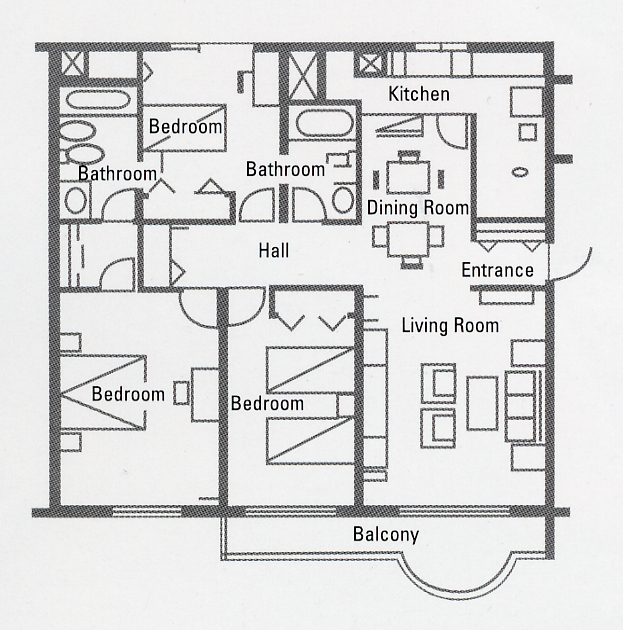 Kitchen
Bedroom
Bathroom
Bathroom
Dining Room
Hall
Entrance
Living Room
Bedroom
Bedroom
Balcony